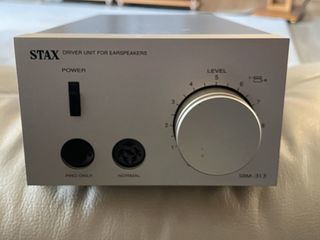 STAX DRIVER UNIT FOR EARSPEAKERS
POWER
LEVEL
1 2 3 4 5 6 7 8
PRO ONLY NORMAL
SRM-313